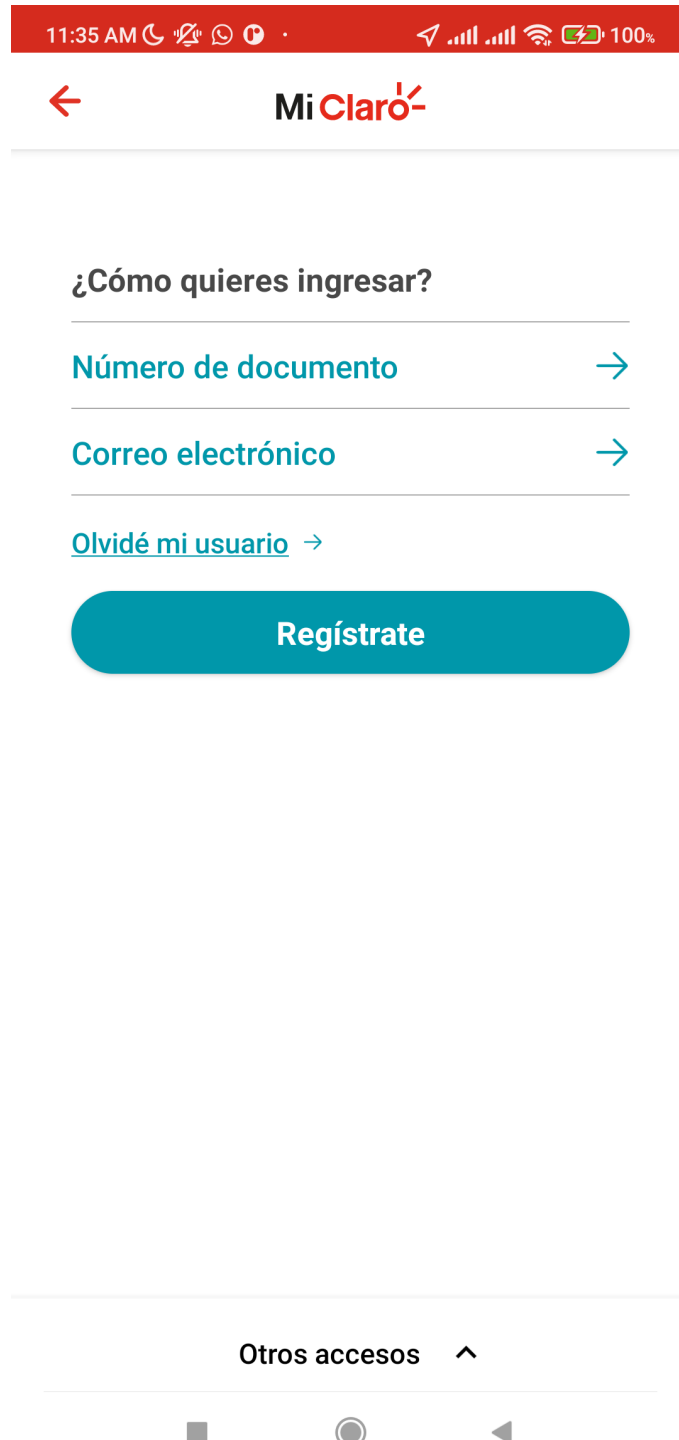 11:35 AM 100%
Mi Claro
¿Cómo quieres ingresar?
Número de documento
Correo electrónico
Olvidé mi usuario
Regístrate
Otros accesos